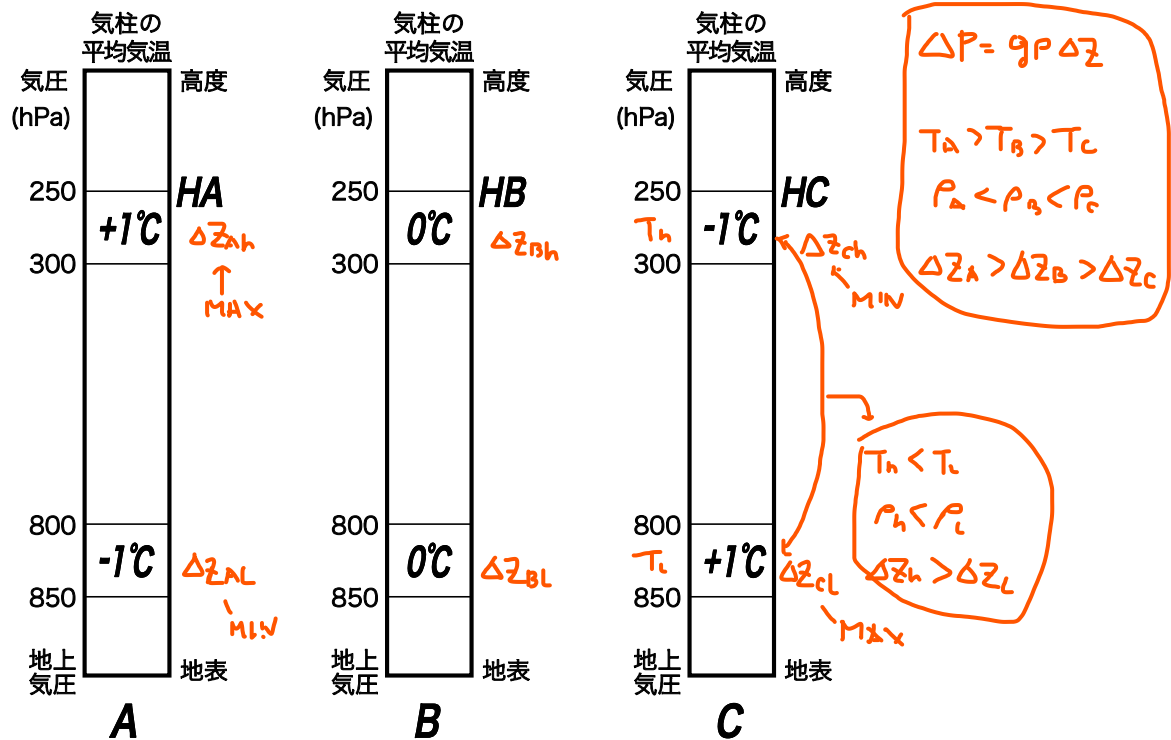 気柱の
平均気温
気圧
(hPa)
高度
250
HA
+1℃
ΔZAh
300
↑
MAX
800
-1℃
ΔZAL
850
MIN
地上
気圧
地表
A
気柱の
平均気温
気圧
(hPa)
高度
250
HB
0℃
ΔZBh
300
800
0℃
ΔZBL
850
地上
気圧
地表
B
気柱の
平均気温
気圧
(hPa)
高度
250
HC
Th
-1℃
ΔZch
300
MIN
800
TL
+1℃
ΔZcL
850
MAX
地上
気圧
地表
C
ΔP= gρΔZ
TA>TB>Tc
ρA<ρB<ρc
ΔZA>ΔZB>ΔZc
Th<TL
ρh<ρL
ΔZh>ΔZL